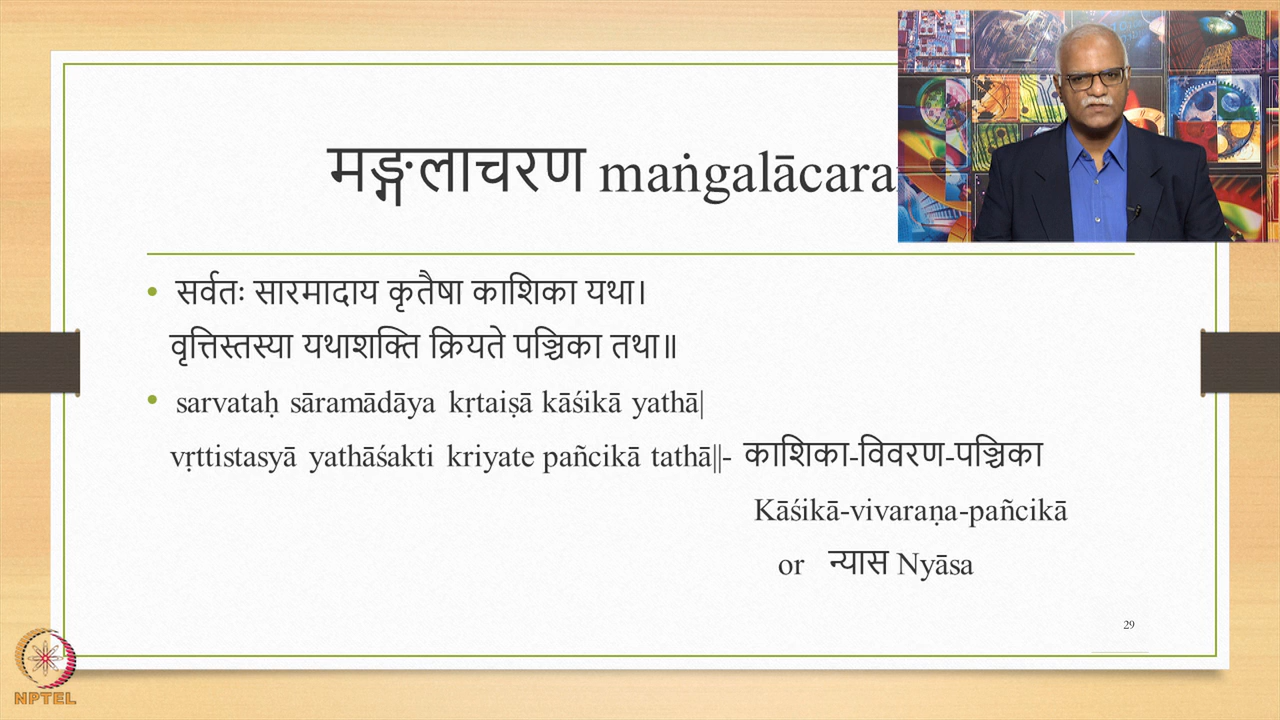 मङ्गलाचरण
• सर्वतः सारमादाय कृतैषा काशिका यथा।
वृत्तिस्तस्या यथाशक्ति क्रियते पञ्चिका तथा॥
• sarvataḥ sāramādāya kṛtaiṣā kāśikā yathā|
vṛttistasyā yathāśakti kriyate pañcikā tathā||- काशिका-विवरण-पञ्चिका
Kāśikā-vivaraṇa-pañcikā
or न्यास Nyāsa
29
NPTEL